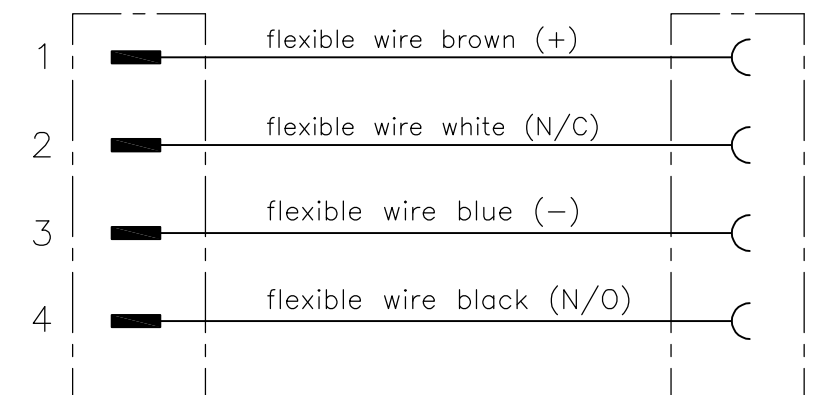 1 flexible wire brown (+)
2 flexible wire white (N/C)
3 flexible wire blue (−)
4 flexible wire black (N/O)